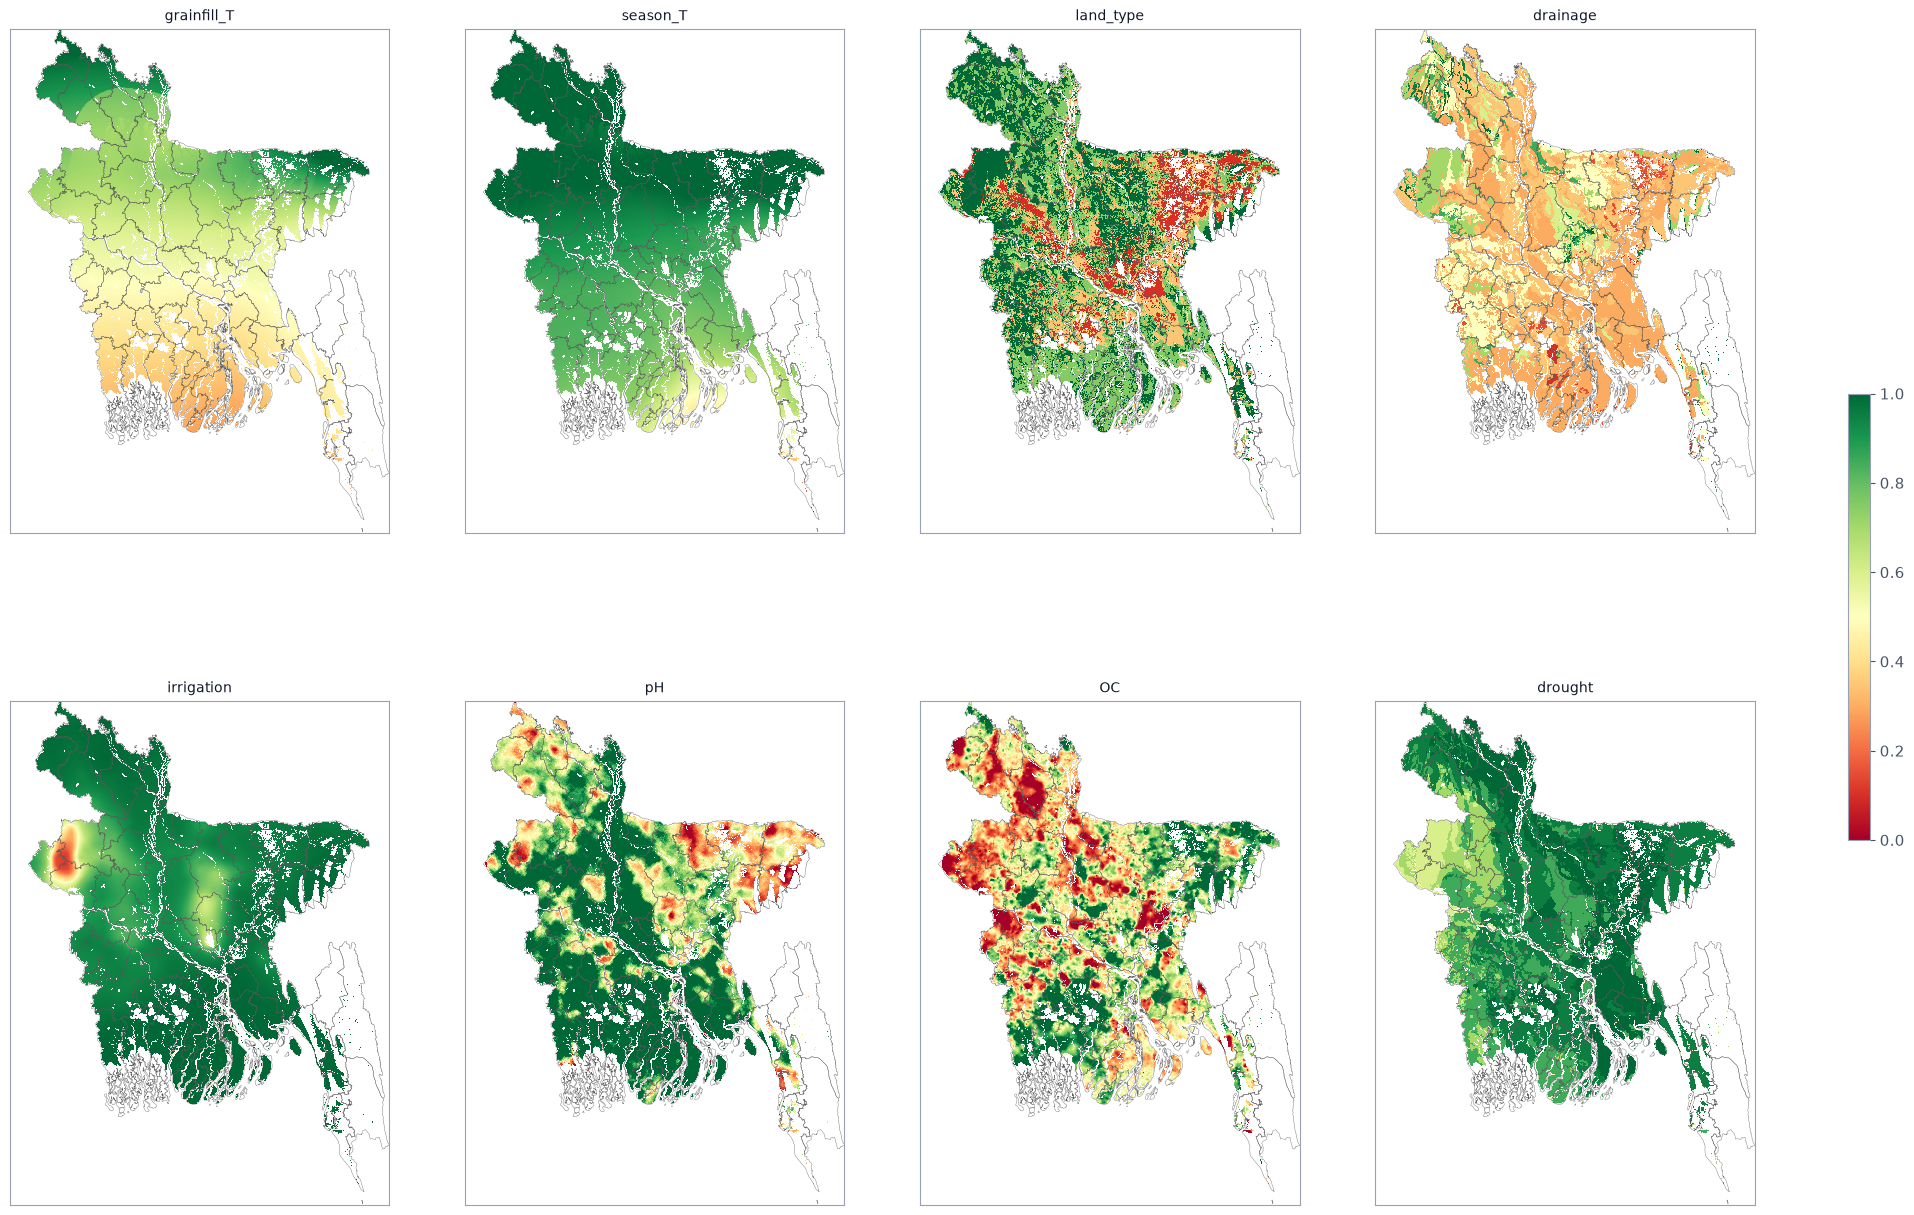 grainfill_T
season_T
land_type
drainage
irrigation
pH
OC
drought
1.0
0.8
0.6
0.4
0.2
0.0